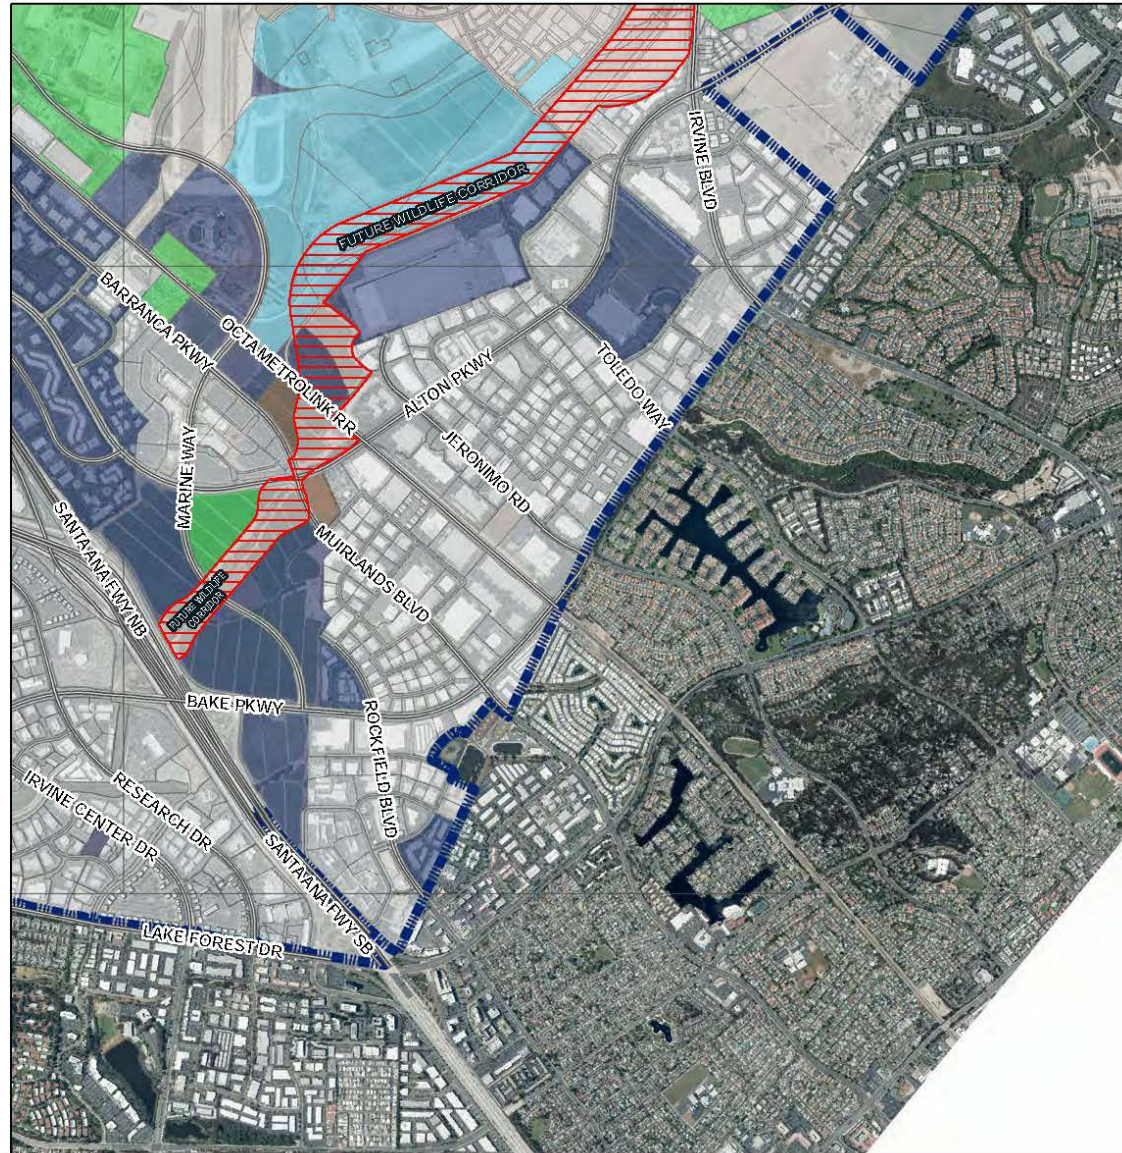 IRVINE BLVD
FUTURE WILDLIFE CORRIDOR
BARRANCA PKWY
OCTA METROLINK RR
TOLEDO WAY
ALTON PKWY
JERONIMO RD
MARINE WAY
SANTA ANA FWY NB
MUIRLANDS BLVD
FUTURE WILDLIFE
CORRIDOR
BAKE PKWY
ROCKFIELD BLVD
RESEARCH DR
IRVINE CENTER DR
SANTA ANA FWY SB
LAKE FOREST DR